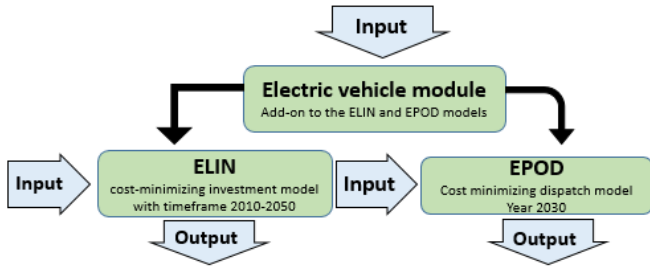 Input
Electric vehicle module
Add-on to the ELIN and EPOD models
Input
ELIN
cost-minimizing investment model
with timeframe 2010-2050
Input
EPOD
Cost minimizing dispatch model
Year 2030
Output
Output